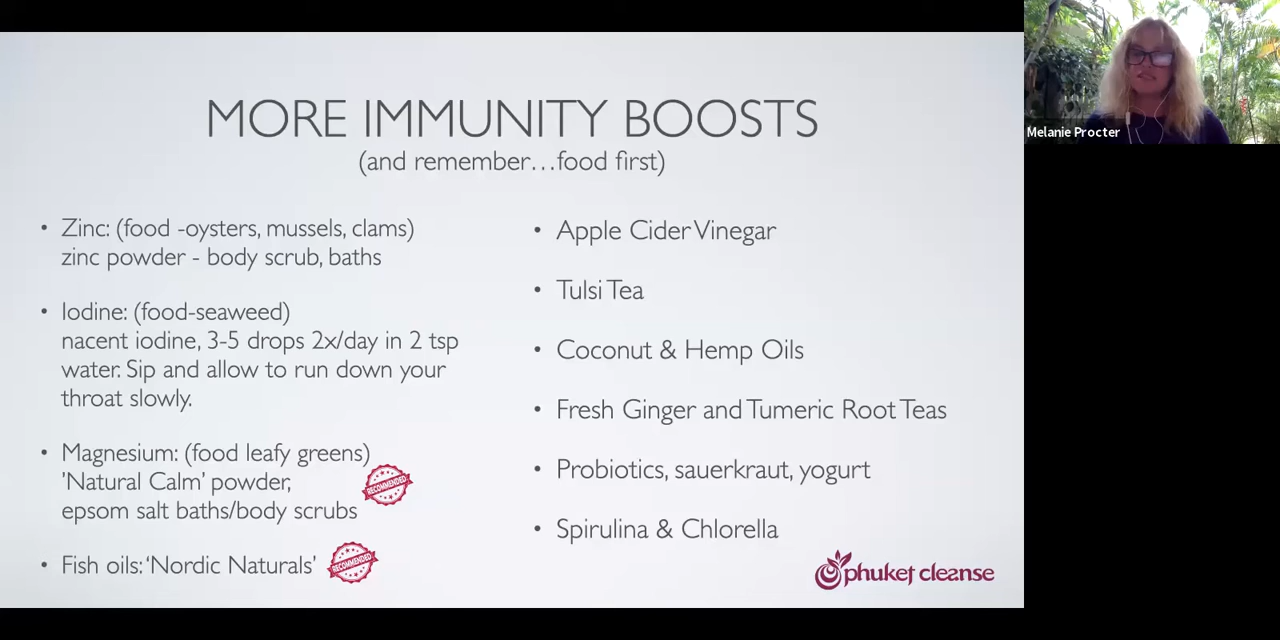 MORE IMMUNITY BOOSTS
(and remember...food first)
• Zinc: (food -oysters, mussels, clams)
zinc powder - body scrub, baths
• Iodine: (food-seaweed)
nacent iodine, 3-5 drops 2x/day in 2 tsp
water. Sip and allow to run down your
throat slowly.
• Magnesium: (food leafy greens)
'Natural Calm' powder,
epsom salt baths/body scrubs
RECOMMENDED
• Fish oils: 'Nordic Naturals'
RECOMMENDED
• Apple Cider Vinegar
• Tulsi Tea
• Coconut & Hemp Oils
• Fresh Ginger and Tumeric Root Teas
• Probiotics, sauerkraut, yogurt
• Spirulina & Chlorella
phuket cleanse
Melanie Procter